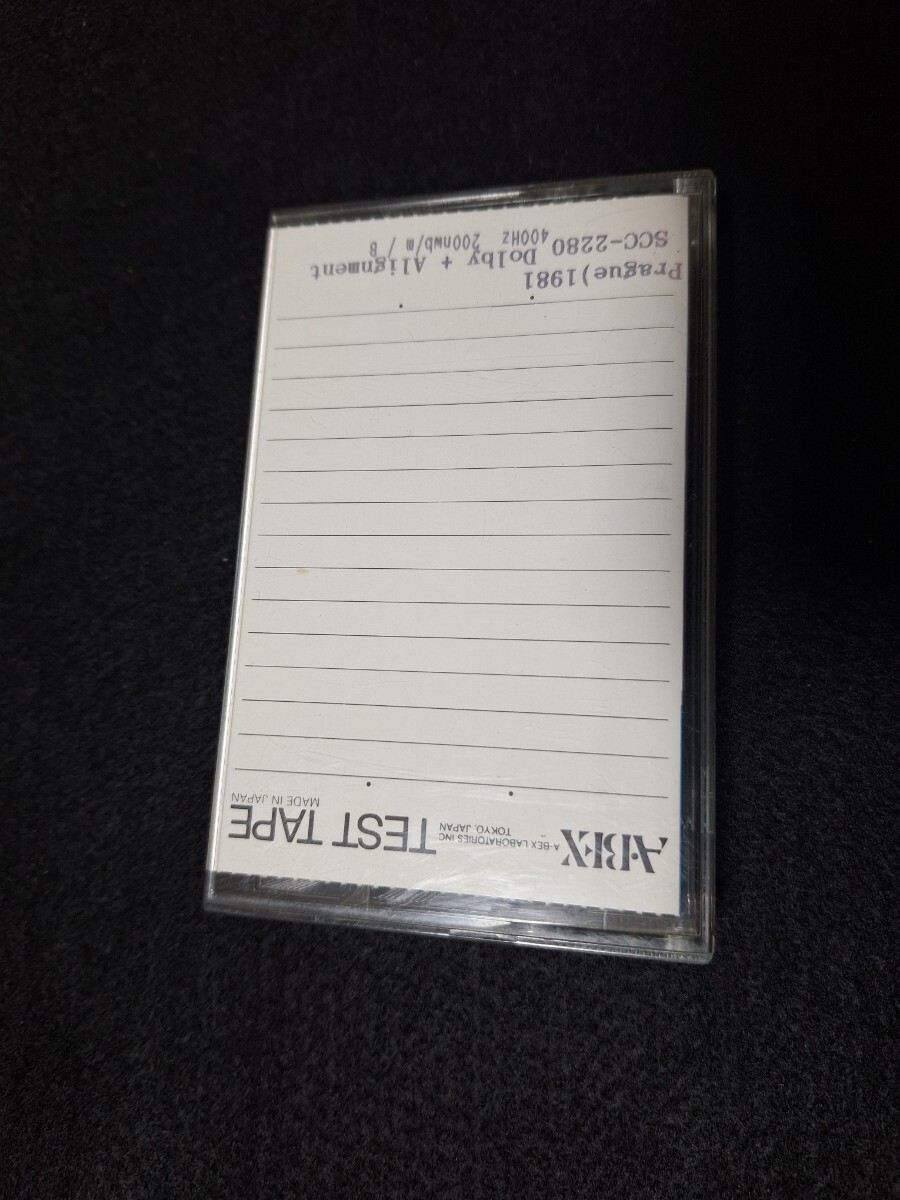 A·BEX
A-BEX LABORATORIES INC
TOKYO. JAPAN
TEST TAPE
MADE IN JAPAN
Prague)1981
SCC-2280 Dolby + Alignment
400Hz 200nwb/m / B